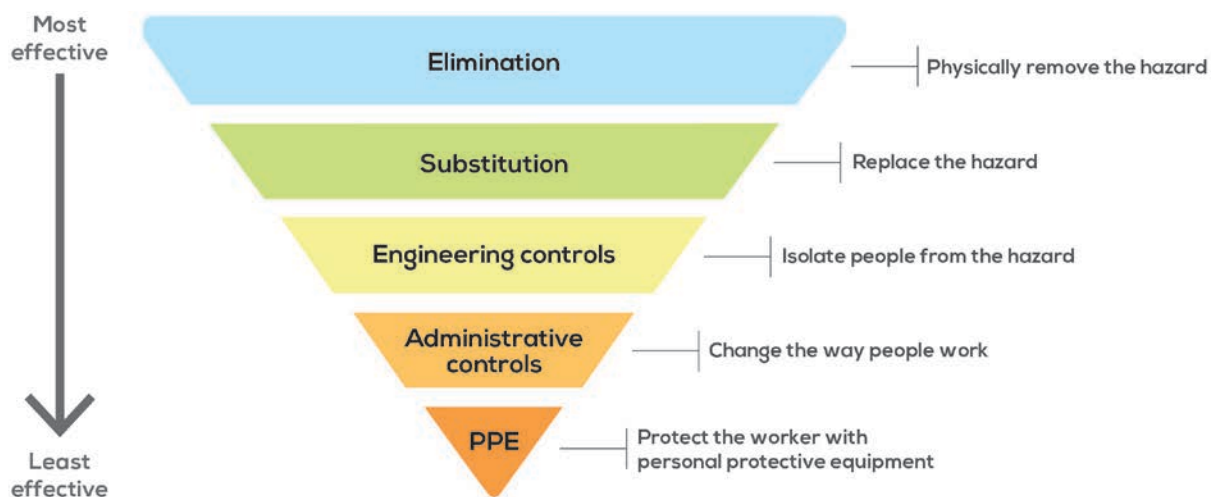 Most
effective
Elimination
Physically remove the hazard
Substitution
Replace the hazard
Engineering controls
Isolate people from the hazard
Administrative
controls
Change the way people work
PPE
Protect the worker with
personal protective equipment
Least
effective